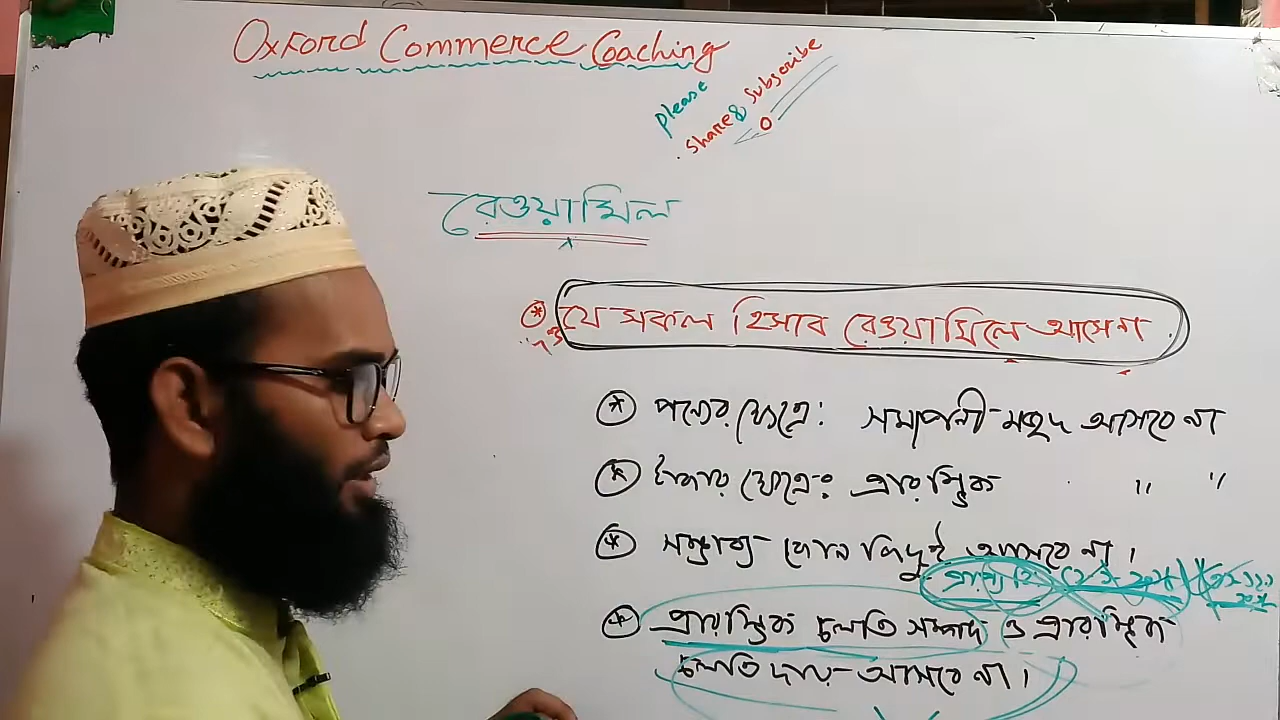 Oxford Commerce Coaching
please
share & subscribe
রেওয়ামিল
যে সকল হিসাব রেওয়ামিলে আসেনা
পন্যের ক্ষেত্রে: সমাপনী মজুদ আসবে না
টাকার ক্ষেত্রেঃ প্রারম্ভিক " "
সম্ভাব্য কোন কিছুই আসবে না।
প্রারম্ভিক চলতি সম্পদ ও প্রারম্ভিক
চলতি দায় আসবে না।